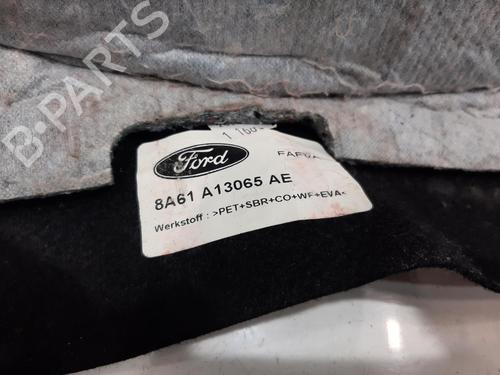 B-PARTS
Ford
8A61 A13065 AE
Werkstoff : >PET+SBR+CO+WF+EVA<